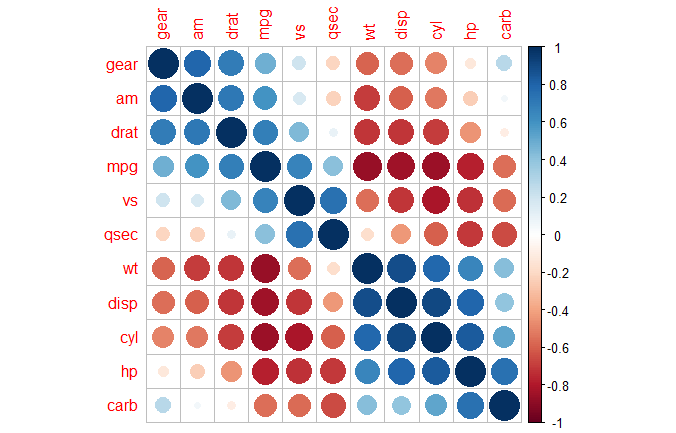 gear am drat mpg vs qsec wt disp cyl hp carb
gear
am
drat
mpg
vs
qsec
wt
disp
cyl
hp
carb
1
0.8
0.6
0.4
0.2
0
-0.2
-0.4
-0.6
-0.8
-1